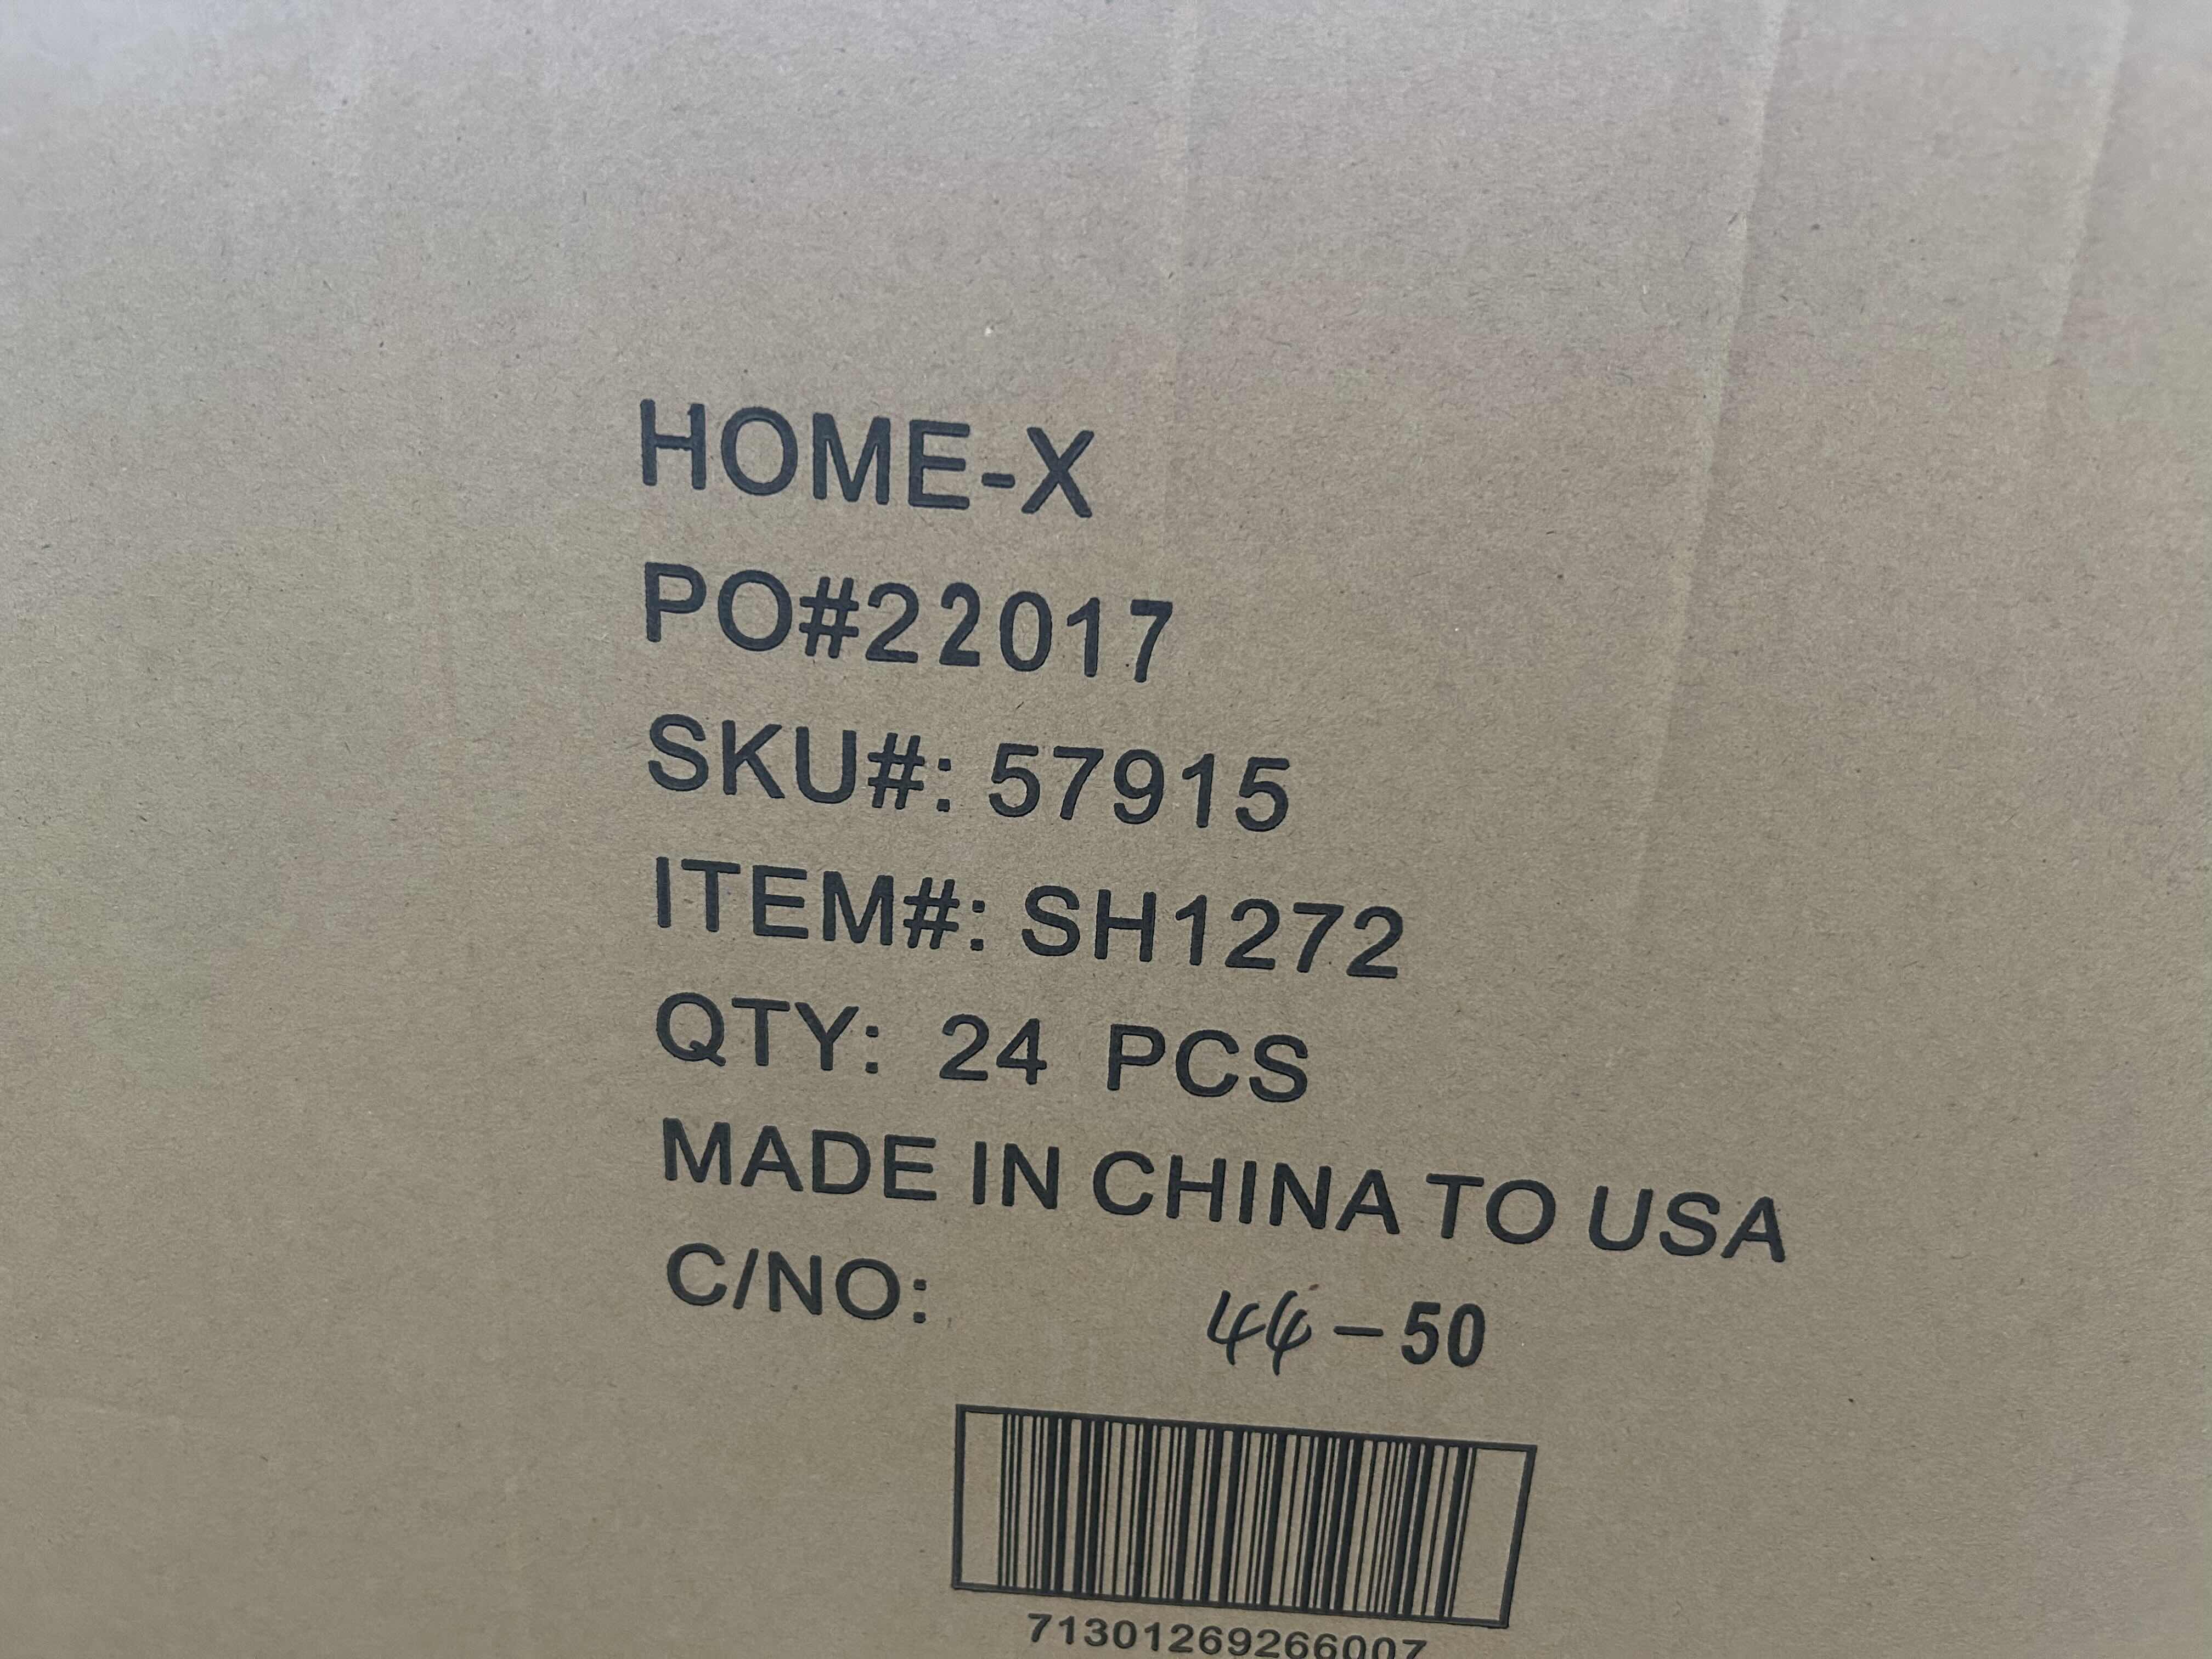 HOME-X
PO#22017
SKU#: 57915
ITEM#: SH1272
QTY: 24 PCS
MADE IN CHINA TO USA
C/NO: 44-50
71301269266007